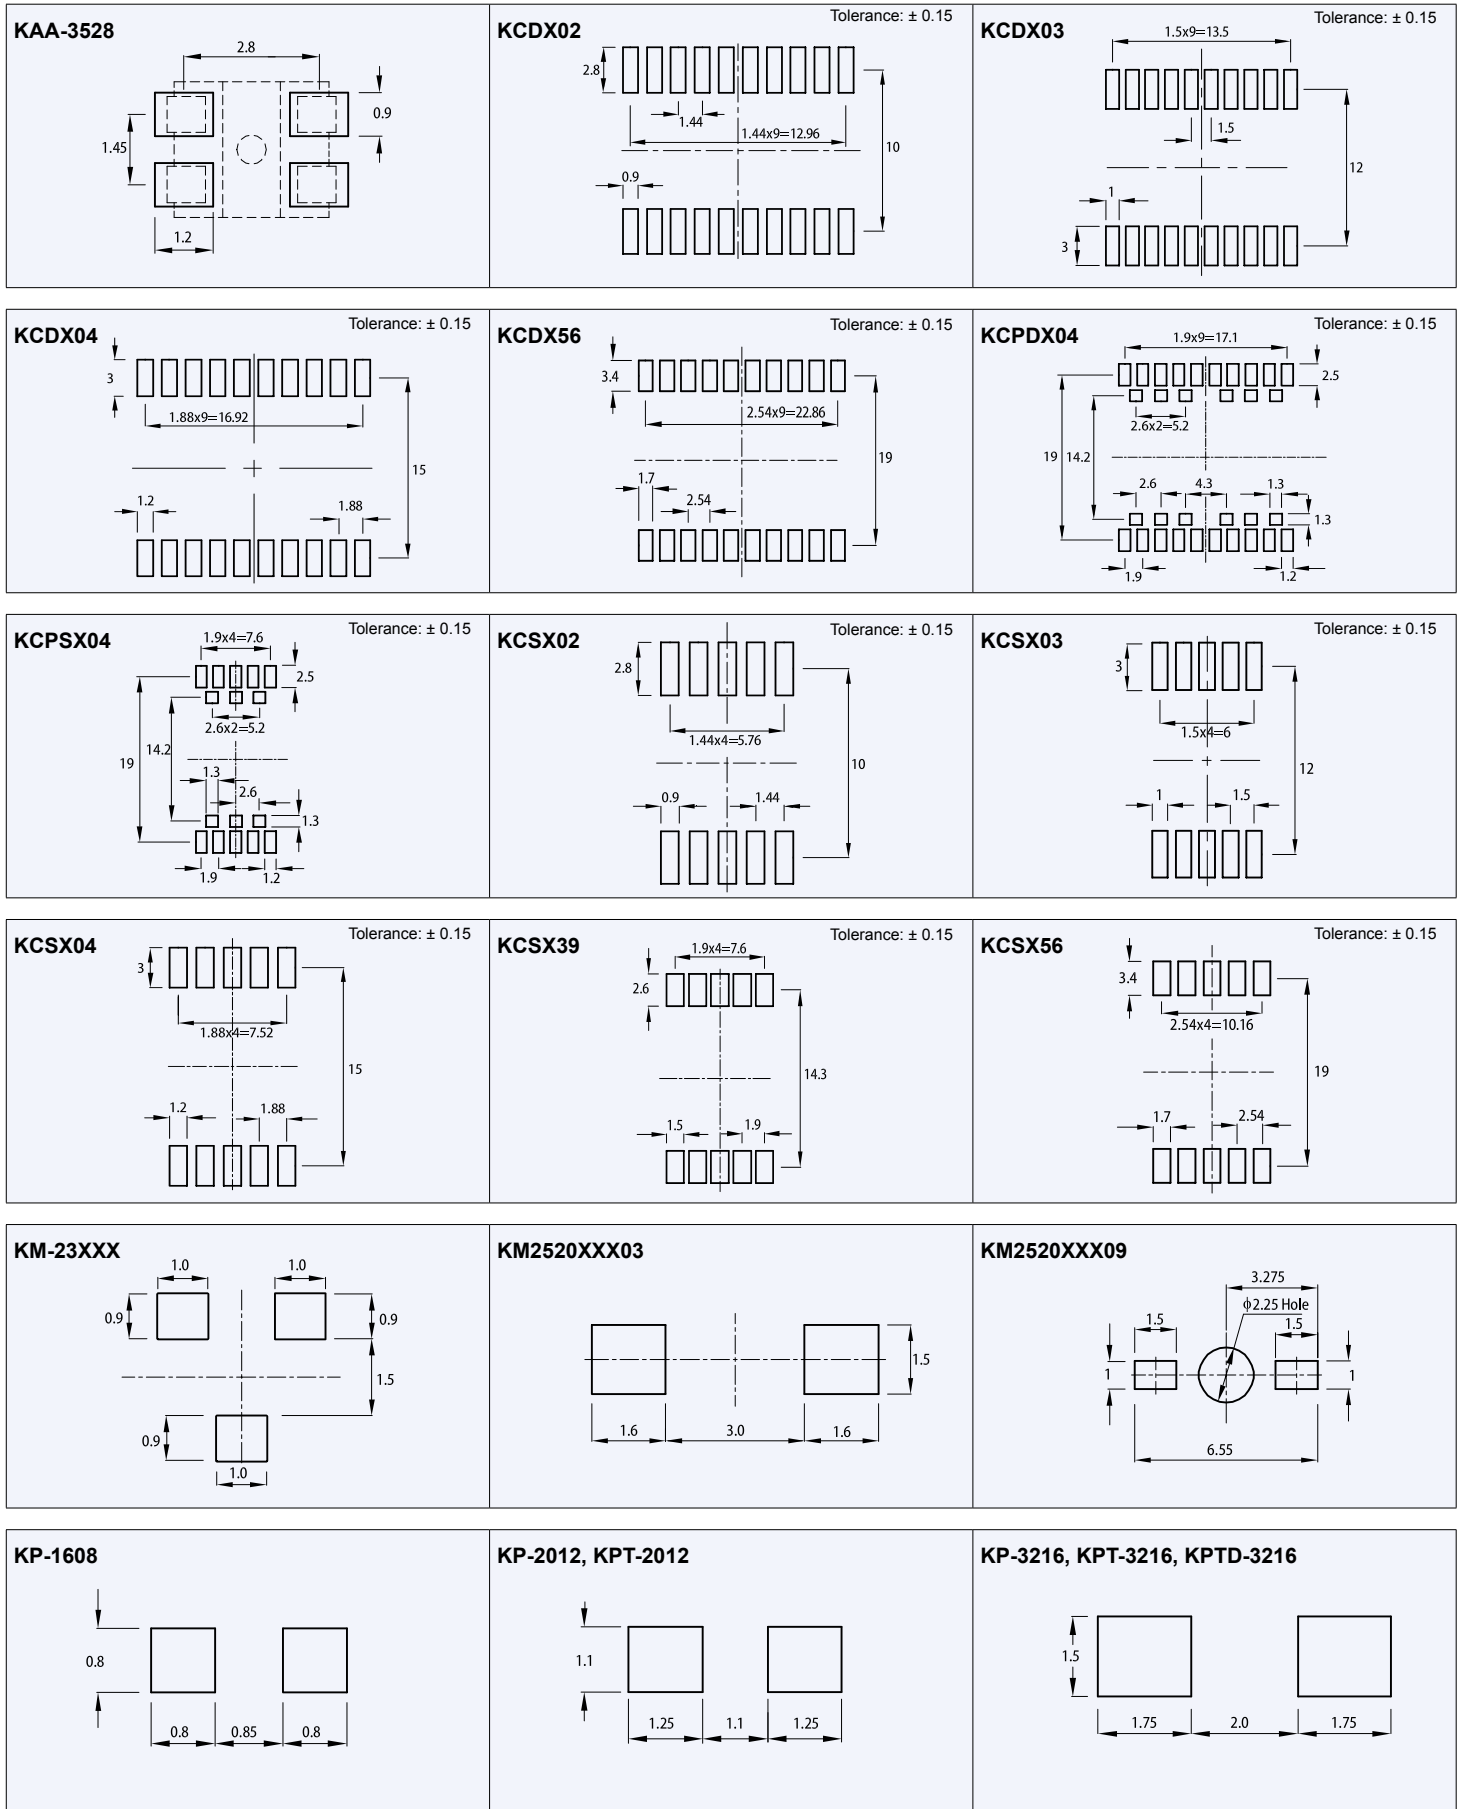 KAA-3528
2.8
0.9
1.45
1.2
KCDX02
Tolerance: ± 0.15
2.8
1.44
1.44x9=12.96
10
0.9
KCDX03
Tolerance: ± 0.15
1.5x9=13.5
1.5
12
1
3
KCDX04
Tolerance: ± 0.15
3
1.88x9=16.92
15
1.2
1.88
KCDX56
Tolerance: ± 0.15
3.4
2.54x9=22.86
19
1.7
2.54
KCPDX04
Tolerance: ± 0.15
1.9x9=17.1
2.5
2.6x2=5.2
19
14.2
2.6
4.3
1.3
1.3
1.9
1.2
KCPSX04
Tolerance: ± 0.15
1.9x4=7.6
2.5
2.6x2=5.2
14.2
19
1.3
2.6
1.3
1.9
1.2
KCSX02
Tolerance: ± 0.15
2.8
1.44x4=5.76
10
0.9
1.44
KCSX03
Tolerance: ± 0.15
3
1.5x4=6
12
1
1.5
KCSX04
Tolerance: ± 0.15
3
1.88x4=7.52
15
1.2
1.88
KCSX39
Tolerance: ± 0.15
1.9x4=7.6
2.6
14.3
1.5
1.9
KCSX56
Tolerance: ± 0.15
3.4
2.54x4=10.16
19
1.7
2.54
KM-23XXX
1.0
1.0
0.9
0.9
1.5
0.9
1.0
KM2520XXX03
1.5
1.6
3.0
1.6
KM2520XXX09
3.275
ϕ2.25 Hole
1.5
1.5
1
1
6.55
KP-1608
0.8
0.8
0.85
0.8
KP-2012, KPT-2012
1.1
1.25
1.1
1.25
KP-3216, KPT-3216, KPTD-3216
1.5
1.75
2.0
1.75